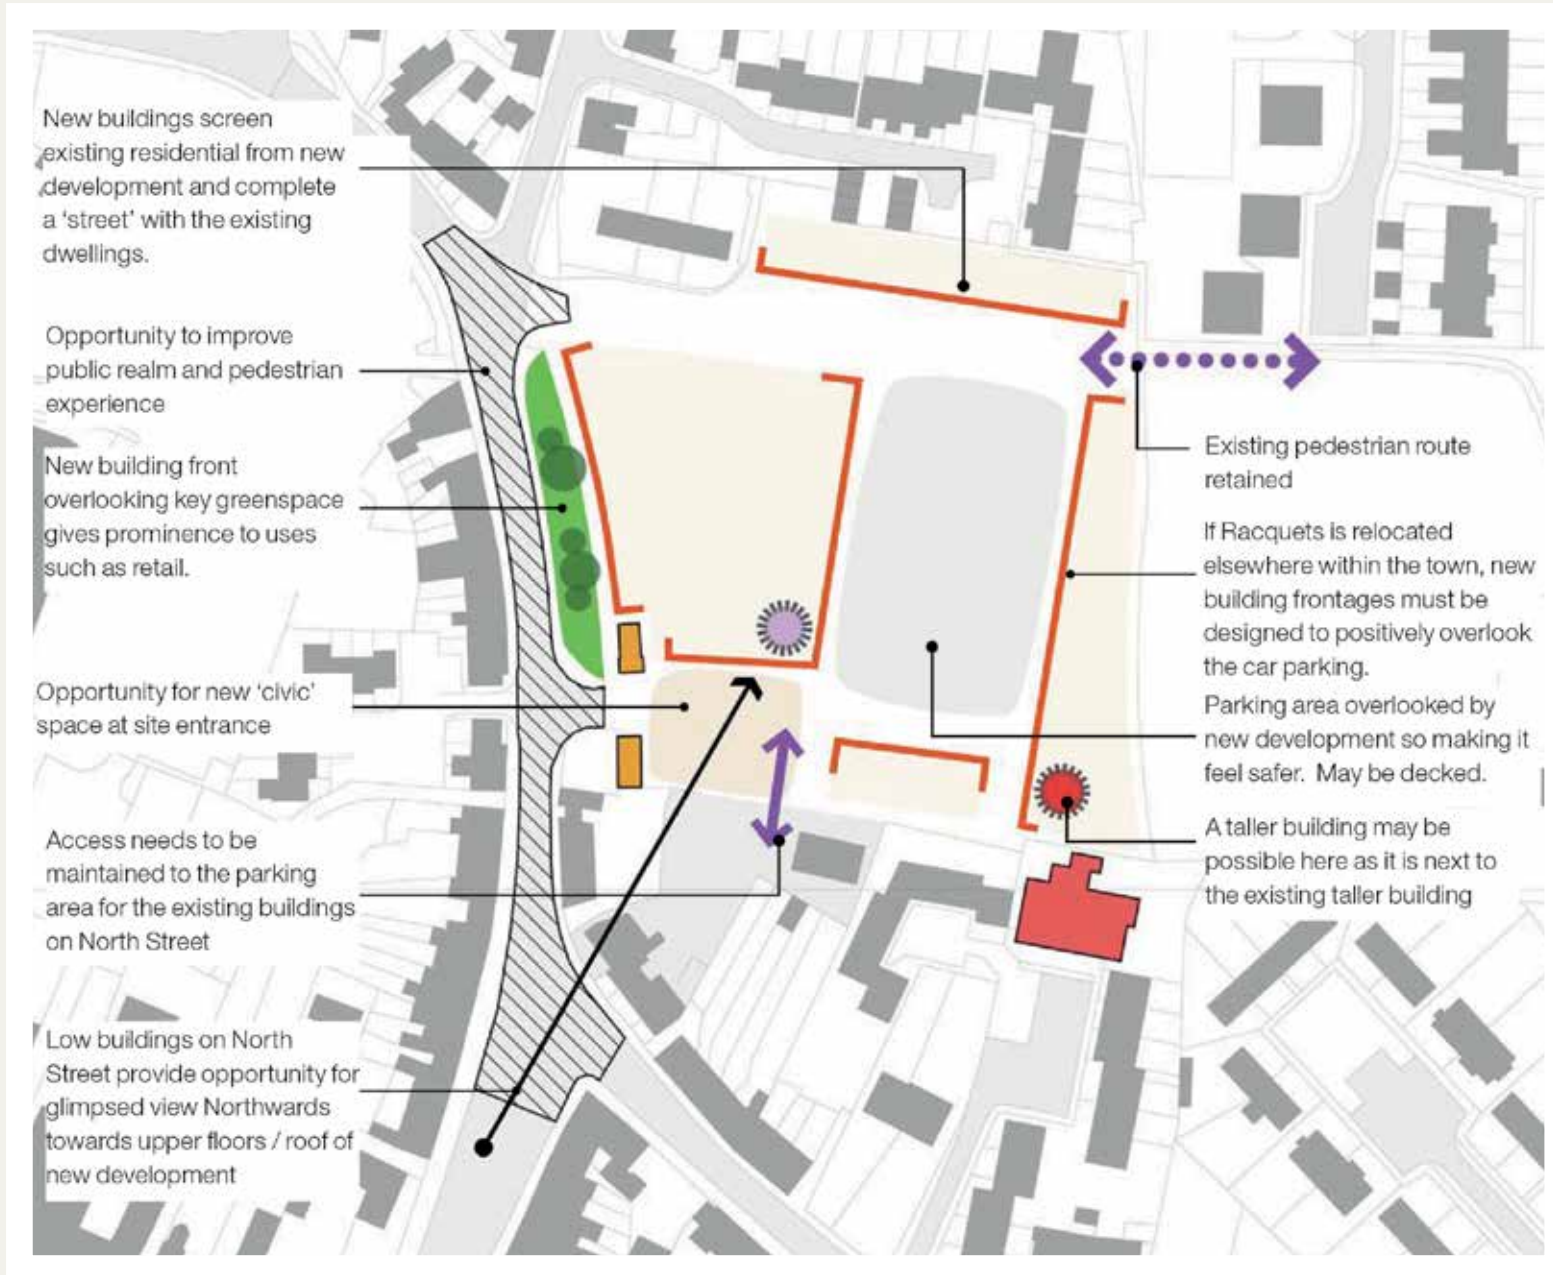 New buildings screen
existing residential from new
development and complete
a ‘street’ with the existing
dwellings.
Opportunity to improve
public realm and pedestrian
experience
New building front
overlooking key greenspace
gives prominence to uses
such as retail.
Opportunity for new ‘civic’
space at site entrance
Access needs to be
maintained to the parking
area for the existing buildings
on North Street
Low buildings on North
Street provide opportunity for
glimpsed view Northwards
towards upper floors / roof of
new development
Existing pedestrian route
retained
If Racquets is relocated
elsewhere within the town, new
building frontages must be
designed to positively overlook
the car parking.
Parking area overlooked by
new development so making it
feel safer. May be decked.
A taller building may be
possible here as it is next to
the existing taller building